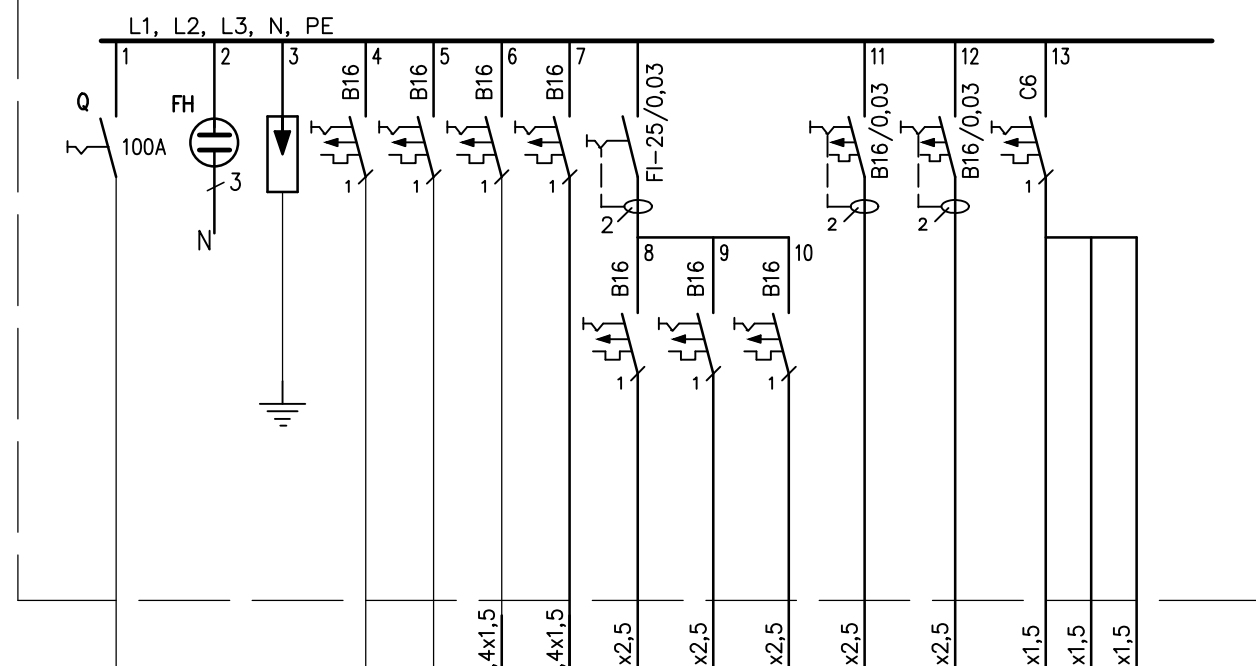 L1, L2, L3, N, PE
1
2
3
4
5
6
7
11
12
13
Q
FH
B16
B16
B16
B16
FI-25/0,03
B16/0,03
B16/0,03
C6
100A
3
1
1
1
1
2
2
2
1
N
8
9
10
B16
B16
B16
1
1
1
,4x1,5
,4x1,5
x2,5
x2,5
x2,5
x2,5
x2,5
x1,5
x1,5
x1,5